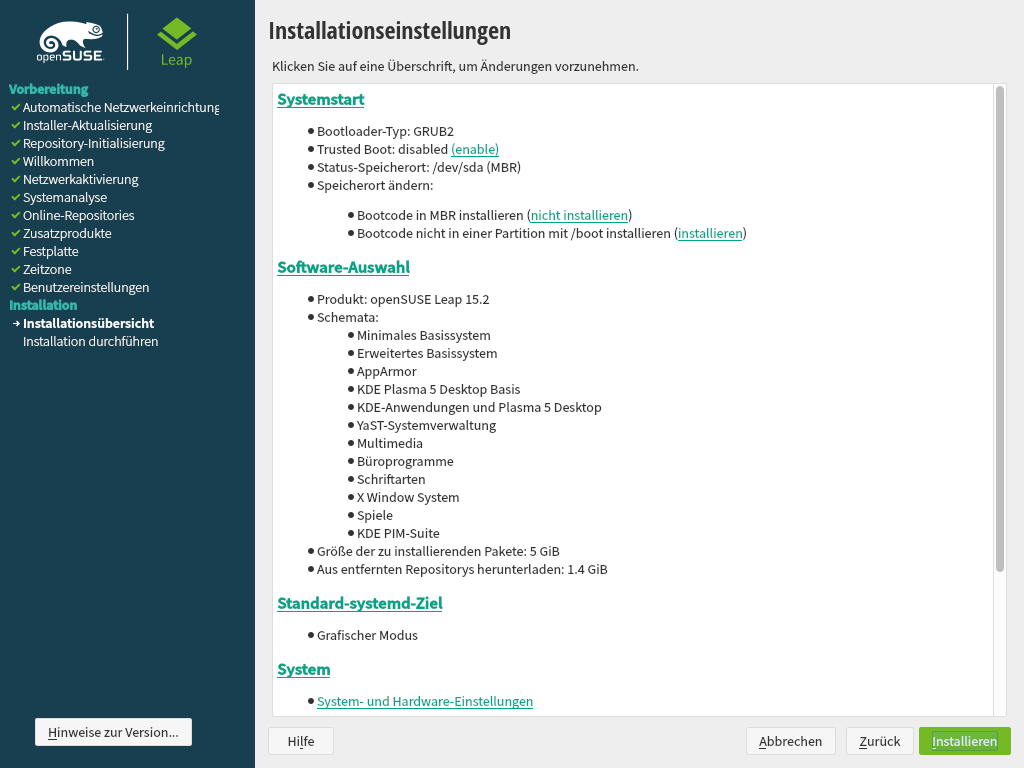 openSUSE
Leap
Vorbereitung
Automatische Netzwerkeinrichtung
Installer-Aktualisierung
Repository-Initialisierung
Willkommen
Netzwerkaktivierung
Systemanalyse
Online-Repositories
Zusatzprodukte
Festplatte
Zeitzone
Benutzereinstellungen
Installation
Installationsübersicht
Installation durchführen
Hinweise zur Version...
Installationseinstellungen
Klicken Sie auf eine Überschrift, um Änderungen vorzunehmen.
Systemstart
Bootloader-Typ: GRUB2
Trusted Boot: disabled (enable)
Status-Speicherort: /dev/sda (MBR)
Speicherort ändern:
Bootcode in MBR installieren (nicht installieren)
Bootcode nicht in einer Partition mit /boot installieren (installieren)
Software-Auswahl
Produkt: openSUSE Leap 15.2
Schemata:
Minimales Basissystem
Erweitertes Basissystem
AppArmor
KDE Plasma 5 Desktop Basis
KDE-Anwendungen und Plasma 5 Desktop
YaST-Systemverwaltung
Multimedia
Büroprogramme
Schriftarten
X Window System
Spiele
KDE PIM-Suite
Größe der zu installierenden Pakete: 5 GiB
Aus entfernten Repositorys herunterladen: 1.4 GiB
Standard-systemd-Ziel
Grafischer Modus
System
System- und Hardware-Einstellungen
Hilfe
Abbrechen
Zurück
Installieren